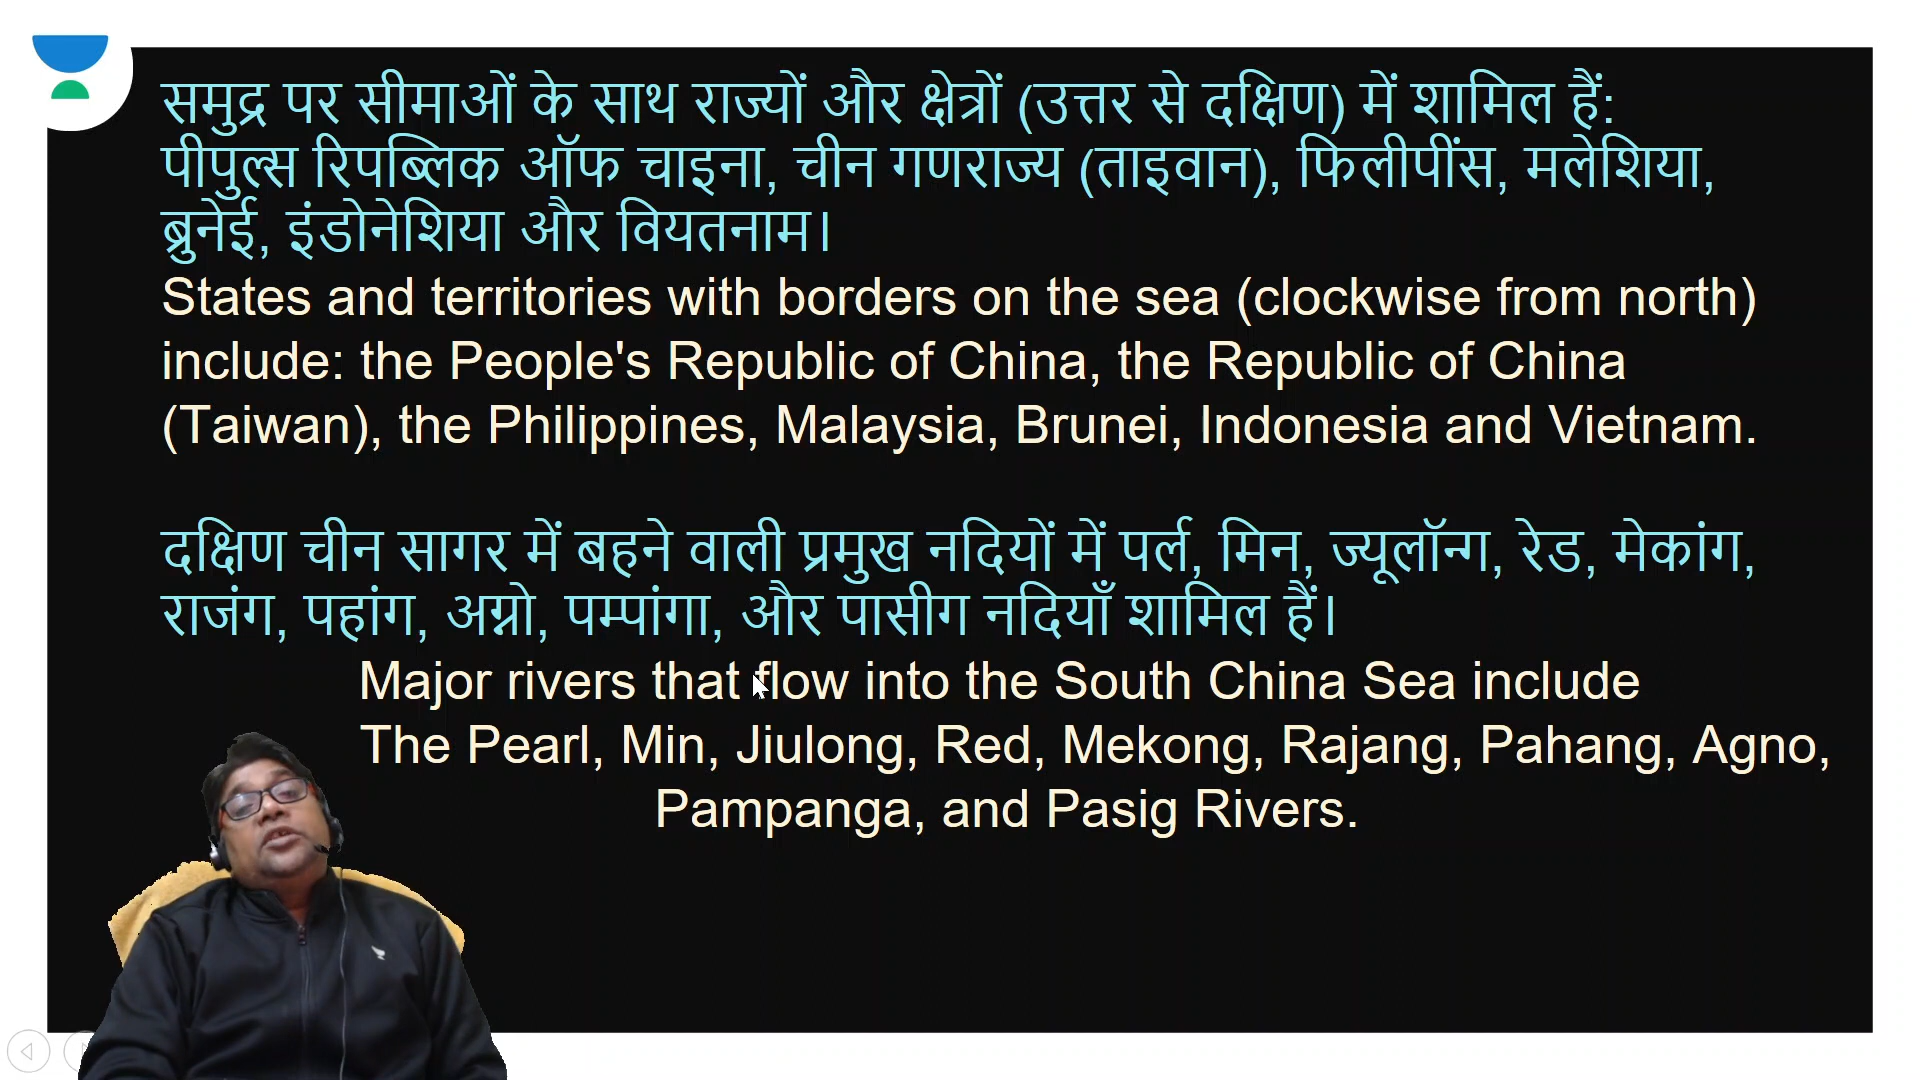 समुद्र पर सीमाओं के साथ राज्यों और क्षेत्रों (उत्तर से दक्षिण) में शामिल हैं:
पीपुल्स रिपब्लिक ऑफ चाइना, चीन गणराज्य (ताइवान), फिलीपींस, मलेशिया,
ब्रुनेई, इंडोनेशिया और वियतनाम।
States and territories with borders on the sea (clockwise from north)
include: the People's Republic of China, the Republic of China
(Taiwan), the Philippines, Malaysia, Brunei, Indonesia and Vietnam.
दक्षिण चीन सागर में बहने वाली प्रमुख नदियों में पर्ल, मिन, ज्यूलॉन्ग, रेड, मेकांग,
राजंग, पहांग, अग्नो, पम्पांगा, और पासीग नदियाँ शामिल हैं।
Major rivers that flow into the South China Sea include
The Pearl, Min, Jiulong, Red, Mekong, Rajang, Pahang, Agno,
Pampanga, and Pasig Rivers.